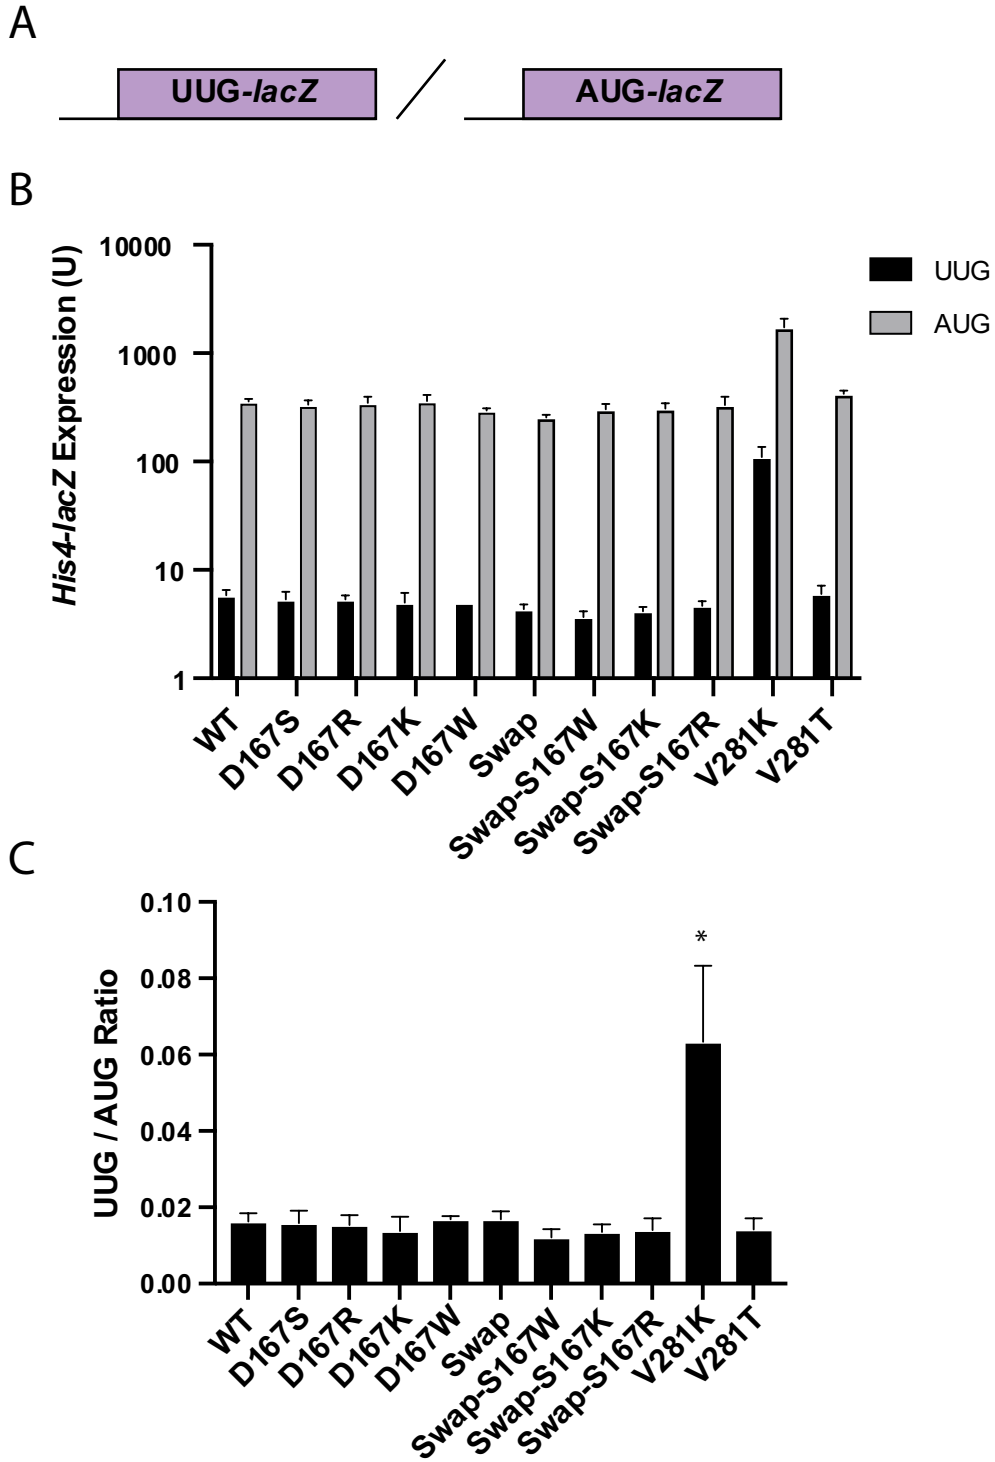 A
UUG-lacZ
AUG-lacZ
B
His4-lacZ Expression (U)
10000
1000
100
10
1
UUG
AUG
WT
D167S
D167R
D167K
D167W
Swap
Swap-S167W
Swap-S167K
Swap-S167R
V281K
V281T
C
UUG / AUG Ratio
0.10
0.08
0.06
0.04
0.02
0.00
*
WT
D167S
D167R
D167K
D167W
Swap
Swap-S167W
Swap-S167K
Swap-S167R
V281K
V281T